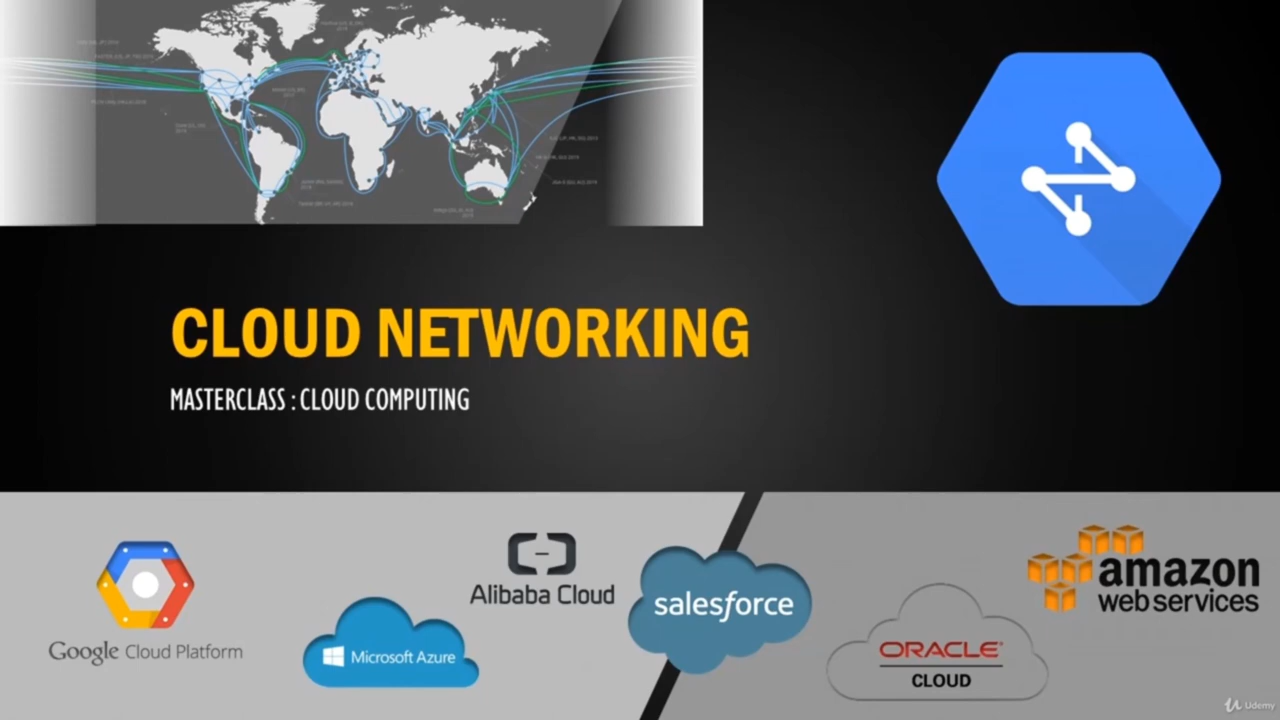 CLOUD NETWORKING
MASTERCLASS : CLOUD COMPUTING
Google Cloud Platform
Microsoft Azure
Alibaba Cloud
salesforce
ORACLE®
CLOUD
amazon
web services
Udemy